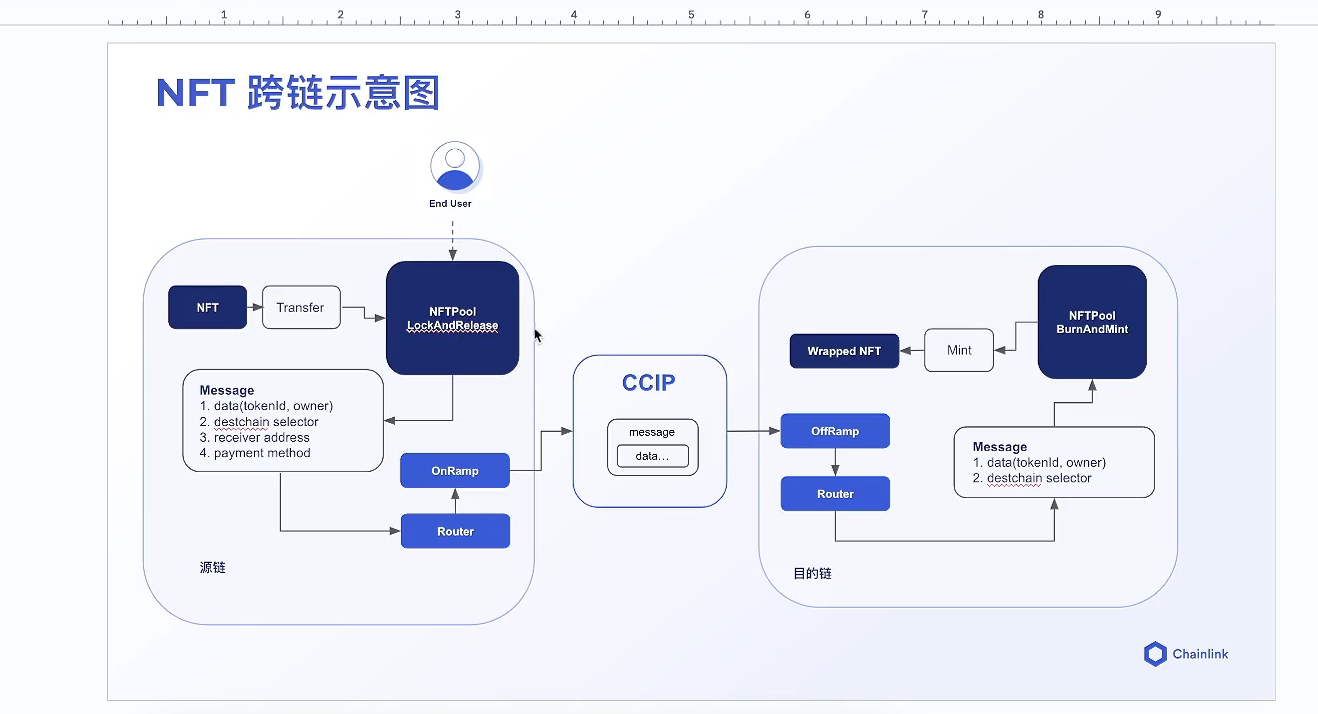 1 2 3 4 5 6 7 8 9
NFT 跨链示意图
End User
NFT
Transfer
NFTPool
LockAndRelease
Message
1. data(tokenId, owner)
2. destchain selector
3. receiver address
4. payment method
OnRamp
Router
源链
CCIP
message
data...
NFTPool
BurnAndMint
Mint
Wrapped NFT
OffRamp
Router
Message
1. data(tokenId, owner)
2. destchain selector
目的链
Chainlink